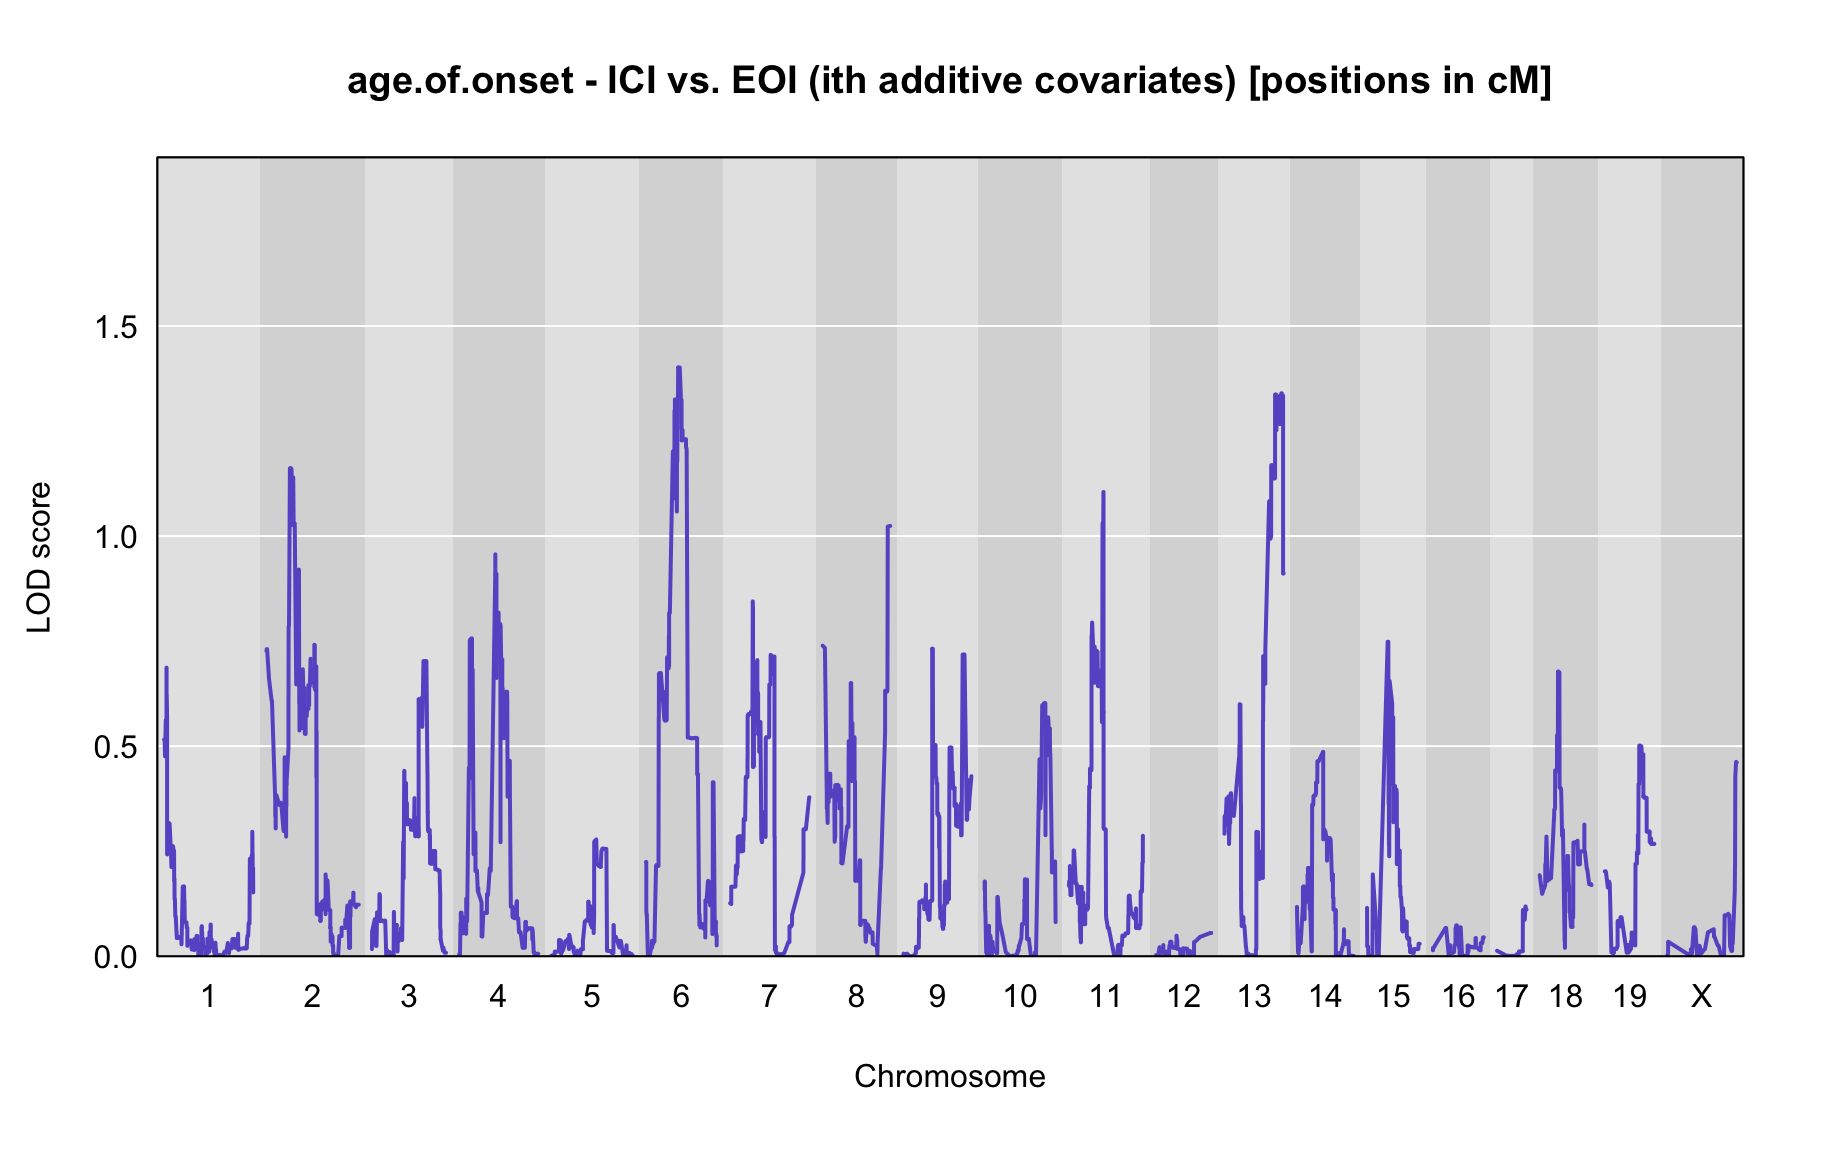 age.of.onset - ICI vs. EOI (ith additive covariates) [positions in cM]
1.5
1.0
0.5
0.0
LOD score
1 2 3 4 5 6 7 8 9 10 11 12 13 14 15 16 17 18 19 X
Chromosome